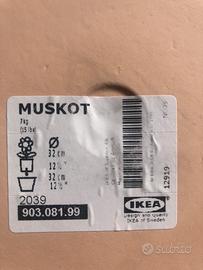 MUSKOT
7kg
(15 lbs)
Ø
32 cm
12 ½"
32 cm
12 ½"
2039
903.081.99
IKEA
Design and quality
IKEA of Sweden
12919
subito